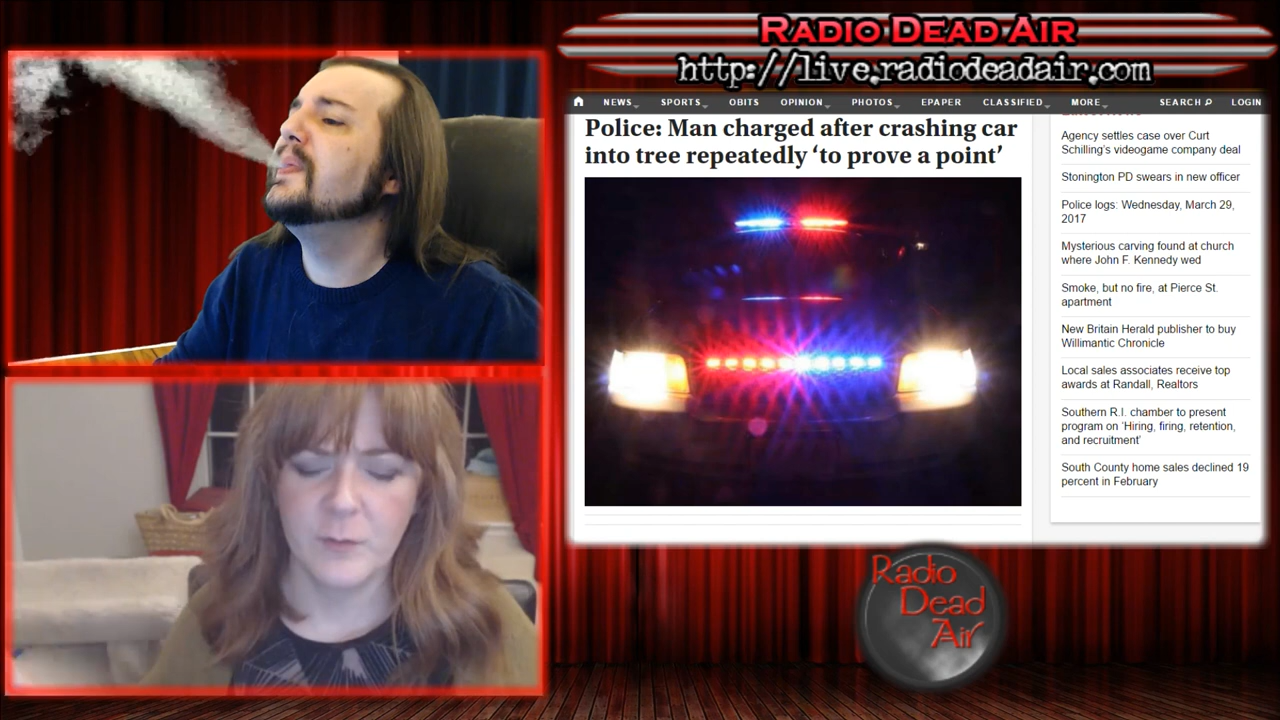 RADIO DEAD AIR
http://live.radiodeadair.com
NEWS SPORTS OBITS OPINION PHOTOS EPAPER CLASSIFIED MORE SEARCH LOGIN
Police: Man charged after crashing car
into tree repeatedly ‘to prove a point’
Agency settles case over Curt
Schilling’s videogame company deal
Stonington PD swears in new officer
Police logs: Wednesday, March 29,
2017
Mysterious carving found at church
where John F. Kennedy wed
Smoke, but no fire, at Pierce St.
apartment
New Britain Herald publisher to buy
Willimantic Chronicle
Local sales associates receive top
awards at Randall, Realtors
Southern R.I. chamber to present
program on ‘Hiring, firing, retention,
and recruitment’
South County home sales declined 19
percent in February
Radio
Dead
Air